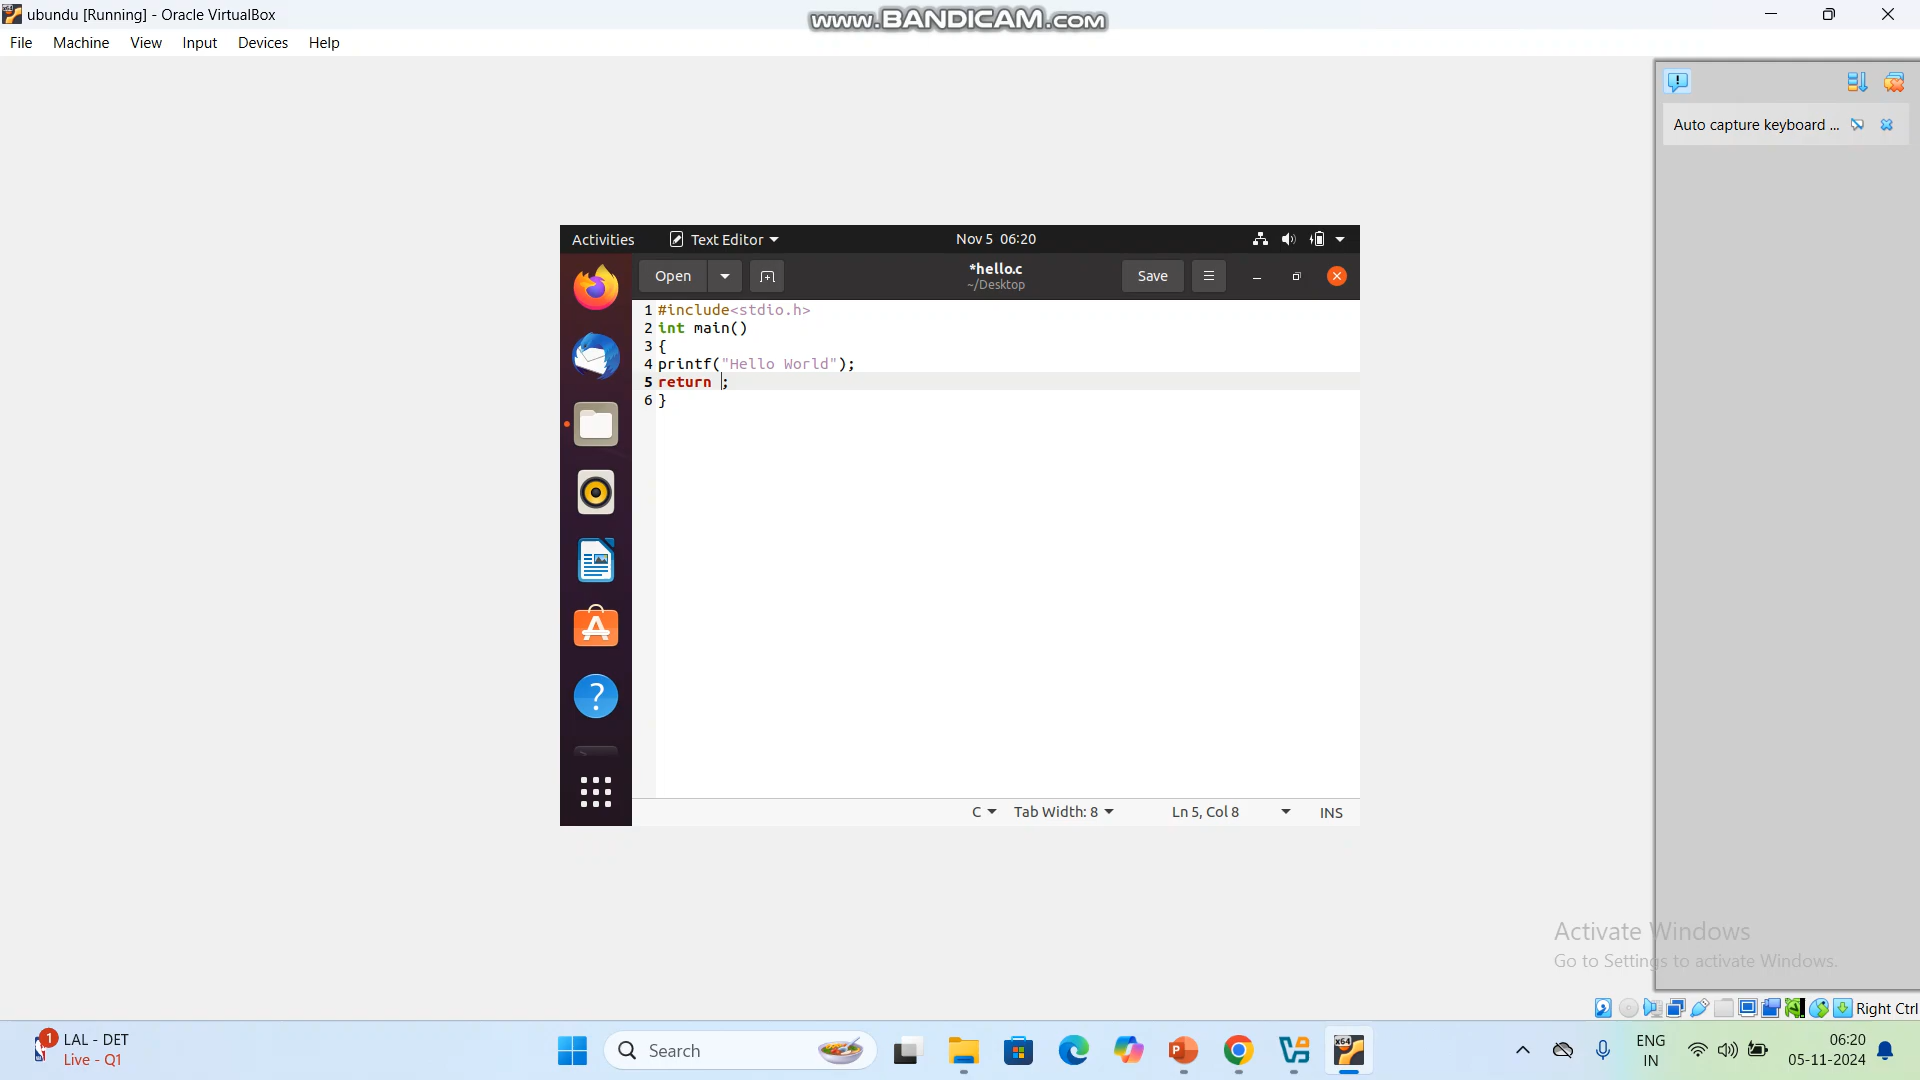 ubundu [Running] - Oracle VirtualBox
www.BANDICAM.com
File Machine View Input Devices Help
Auto capture keyboard ...
Activities Text Editor Nov 5 06:20
Open *hello.c Save
~/Desktop
1 #include<stdio.h>
2 int main()
3 {
4 printf("Hello World");
5 return ;
6 }
C Tab Width: 8 Ln 5, Col 8 INS
Activate Windows
Go to Settings to activate Windows.
Right Ctrl
1 LAL - DET
Live - Q1
Search
ENG
IN
06:20
05-11-2024